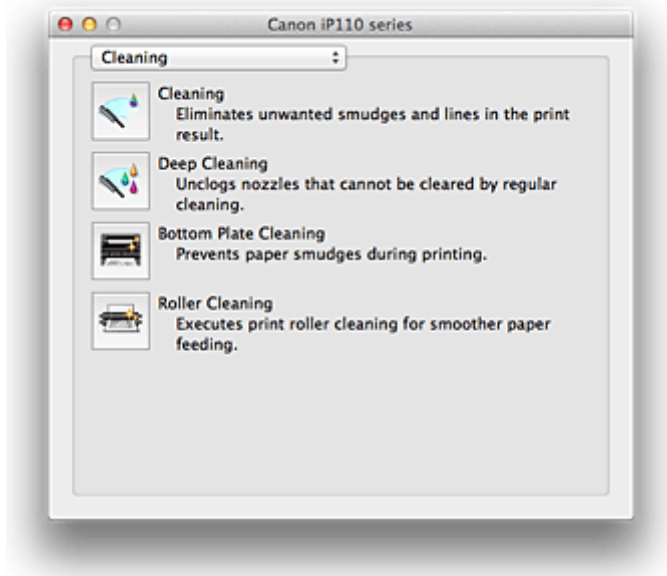 Canon iP110 series
Cleaning
Cleaning
Eliminates unwanted smudges and lines in the print
result.
Deep Cleaning
Unclogs nozzles that cannot be cleared by regular
cleaning.
Bottom Plate Cleaning
Prevents paper smudges during printing.
Roller Cleaning
Executes print roller cleaning for smoother paper
feeding.